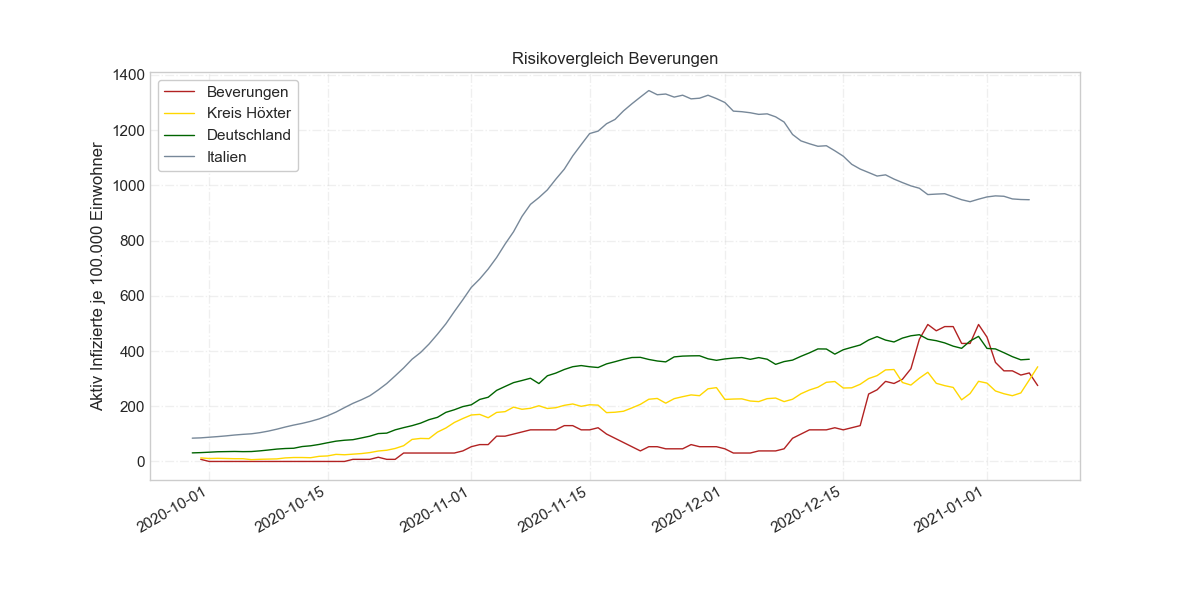 Risikovergleich Beverungen
Aktiv Infizierte je 100.000 Einwohner
1400
1200
1000
800
600
400
200
0
Beverungen
Kreis Höxter
Deutschland
Italien
2020-10-01
2020-10-15
2020-11-01
2020-11-15
2020-12-01
2020-12-15
2021-01-01